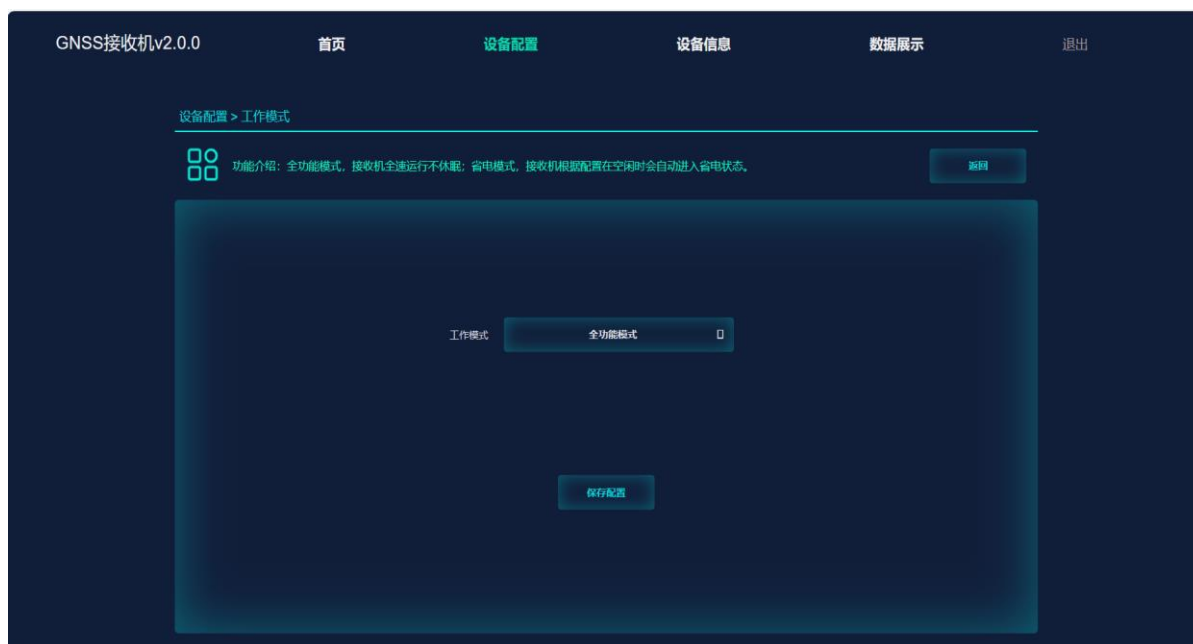 GNSS接收机v2.0.0 首页 设备配置 设备信息 数据展示 退出
设备配置 > 工作模式
功能介绍：全功能模式，接收机全速运行不休眠；省电模式，接收机根据配置在空闲时会自动进入省电状态。 返回
工作模式 全功能模式
保存配置